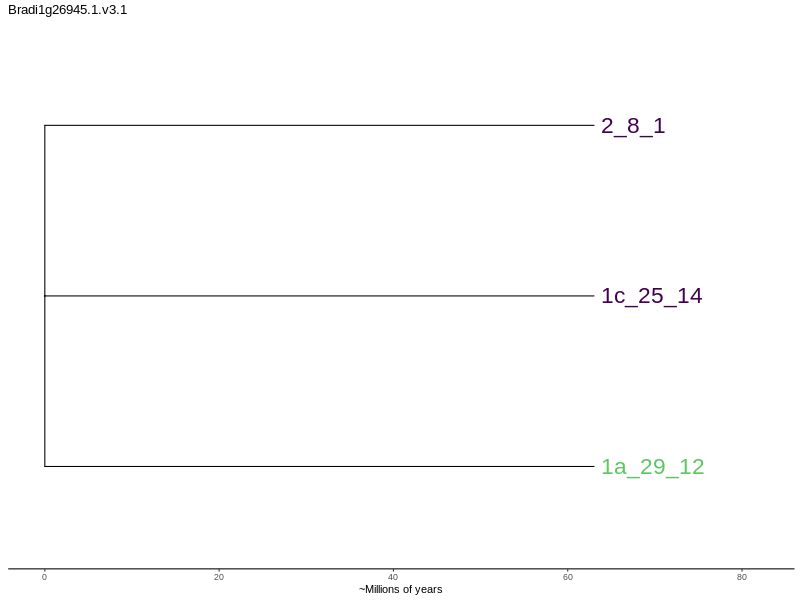 Bradi1g26945.1.v3.1
2_8_1
1c_25_14
1a_29_12
0 20 40 60 80
~Millions of years